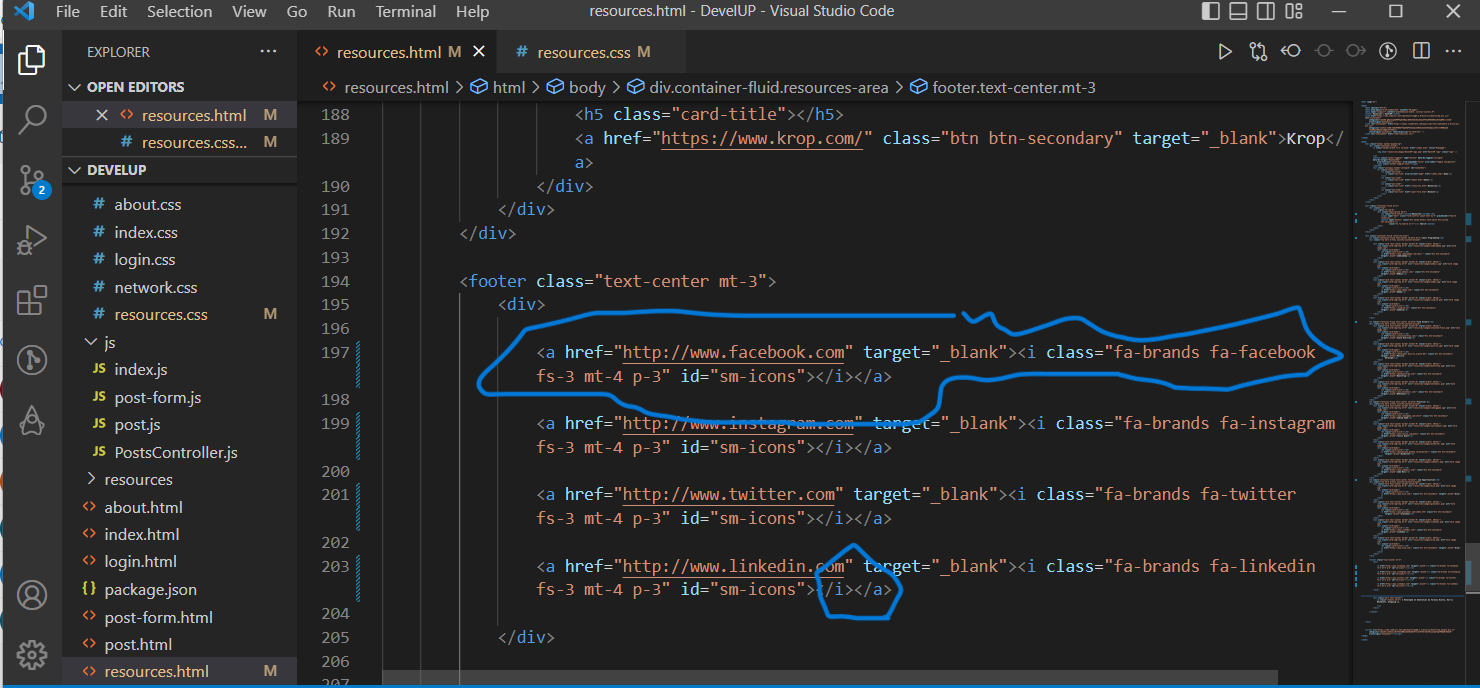 File Edit Selection View Go Run Terminal Help resources.html - DevelUP - Visual Studio Code
EXPLORER ···
OPEN EDITORS
resources.html M
# resources.css... M
DEVELUP
# about.css
# index.css
# login.css
# network.css
# resources.css M
js
JS index.js
JS post-form.js
JS post.js
JS PostsController.js
resources
<> about.html
<> index.html
<> login.html
{} package.json
<> post-form.html
<> post.html
<> resources.html M
2
<> resources.html M # resources.css M
<> resources.html > html > body > div.container-fluid.resources-area > footer.text-center.mt-3
188 <h5 class="card-title"></h5>
189 <a href="https://www.krop.com/" class="btn btn-secondary" target="_blank">Krop</
a>
190 </div>
191 </div>
192 </div>
193
194 <footer class="text-center mt-3">
195 <div>
196
197 <a href="http://www.facebook.com" target="_blank"><i class="fa-brands fa-facebook
fs-3 mt-4 p-3" id="sm-icons"></i></a>
198
199 <a href="http://www.instagram.com" target="_blank"><i class="fa-brands fa-instagram
fs-3 mt-4 p-3" id="sm-icons"></i></a>
200
201 <a href="http://www.twitter.com" target="_blank"><i class="fa-brands fa-twitter
fs-3 mt-4 p-3" id="sm-icons"></i></a>
202
203 <a href="http://www.linkedin.com" target="_blank"><i class="fa-brands fa-linkedin
fs-3 mt-4 p-3" id="sm-icons"></i></a>
204
205 </div>
206
207